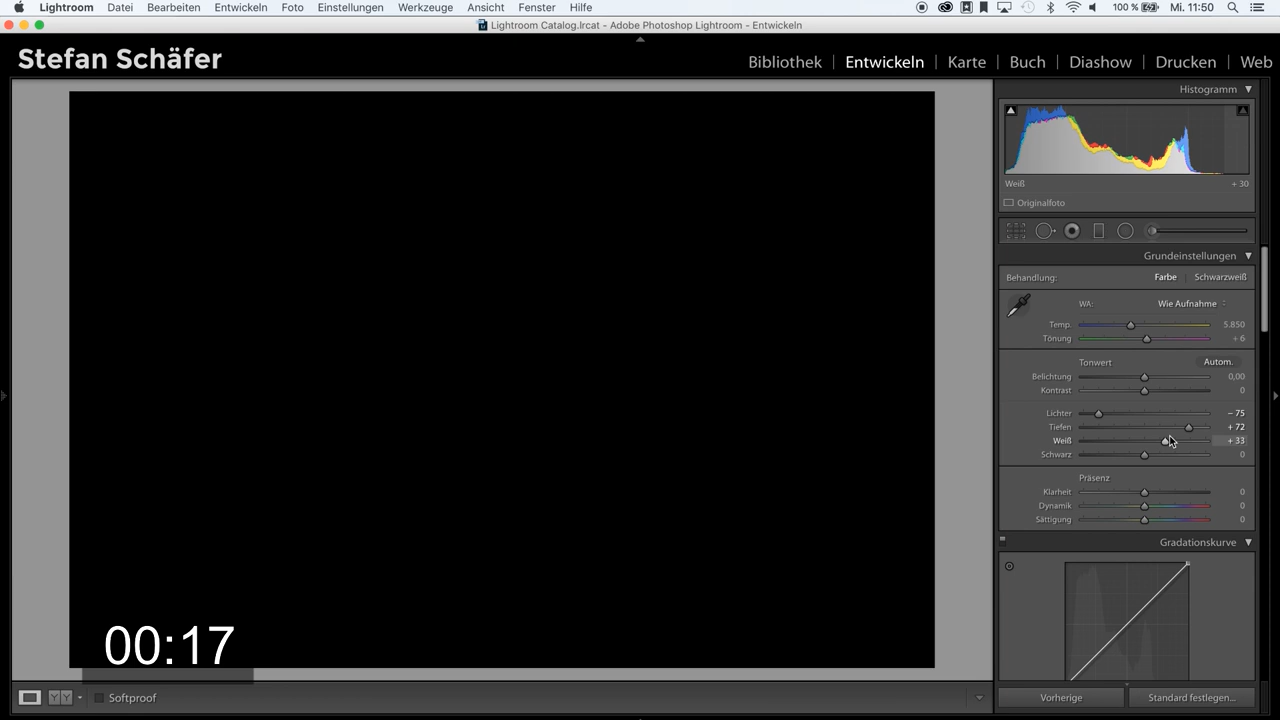 Lightroom Datei Bearbeiten Entwickeln Foto Einstellungen Werkzeuge Ansicht Fenster Hilfe 100 % Mi. 11:50
Lightroom Catalog.lrcat - Adobe Photoshop Lightroom - Entwickeln
Stefan Schäfer
Bibliothek | Entwickeln | Karte | Buch | Diashow | Drucken | Web
Histogramm
Weiß + 30
Originalfoto
Grundeinstellungen
Behandlung: Farbe | Schwarzweiß
WA: Wie Aufnahme
Temp. 5.850
Tönung + 6
Tonwert Autom.
Belichtung 0,00
Kontrast 0
Lichter − 75
Tiefen + 72
Weiß + 33
Schwarz 0
Präsenz
Klarheit 0
Dynamik 0
Sättigung 0
Gradationskurve
00:17
YY Softproof
Vorherige Standard festlegen...